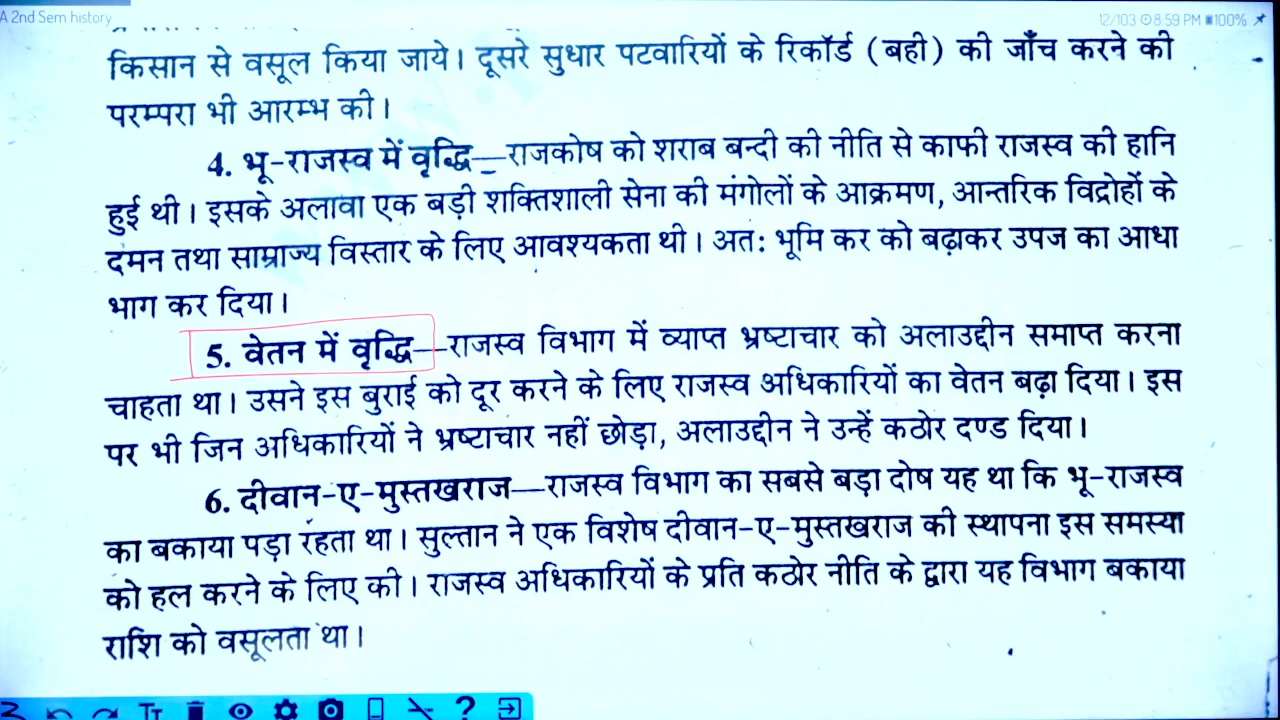 A 2nd Sem history
12/103 8:59 PM 100%
किसान से वसूल किया जाये। दूसरे सुधार पटवारियों के रिकॉर्ड (बही) की जाँच करने की
परम्परा भी आरम्भ की।
4. भू-राजस्व में वृद्धि—राजकोष को शराब बन्दी की नीति से काफी राजस्व की हानि
हुई थी। इसके अलावा एक बड़ी शक्तिशाली सेना की मंगोलों के आक्रमण, आन्तरिक विद्रोहों के
दमन तथा साम्राज्य विस्तार के लिए आवश्यकता थी। अत: भूमि कर को बढ़ाकर उपज का आधा
भाग कर दिया।
5. वेतन में वृद्धि—राजस्व विभाग में व्याप्त भ्रष्टाचार को अलाउद्दीन समाप्त करना
चाहता था। उसने इस बुराई को दूर करने के लिए राजस्व अधिकारियों का वेतन बढ़ा दिया। इस
पर भी जिन अधिकारियों ने भ्रष्टाचार नहीं छोड़ा, अलाउद्दीन ने उन्हें कठोर दण्ड दिया।
6. दीवान-ए-मुस्तखराज—राजस्व विभाग का सबसे बड़ा दोष यह था कि भू-राजस्व
का बकाया पड़ा रहता था। सुल्तान ने एक विशेष दीवान-ए-मुस्तखराज की स्थापना इस समस्या
को हल करने के लिए की। राजस्व अधिकारियों के प्रति कठोर नीति के द्वारा यह विभाग बकाया
राशि को वसूलता था।